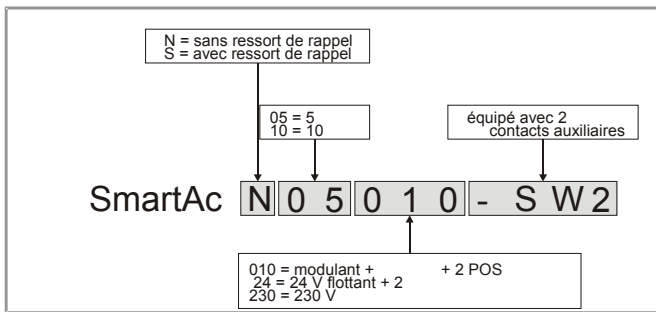 N = sans ressort de rappel
S = avec ressort de rappel
05 = 5
10 = 10
équipé avec 2
contacts auxiliaires
SmartAc N 0 5 0 1 0 - S W 2
010 = modulant + + 2 POS
24 = 24 V flottant + 2
230 = 230 V